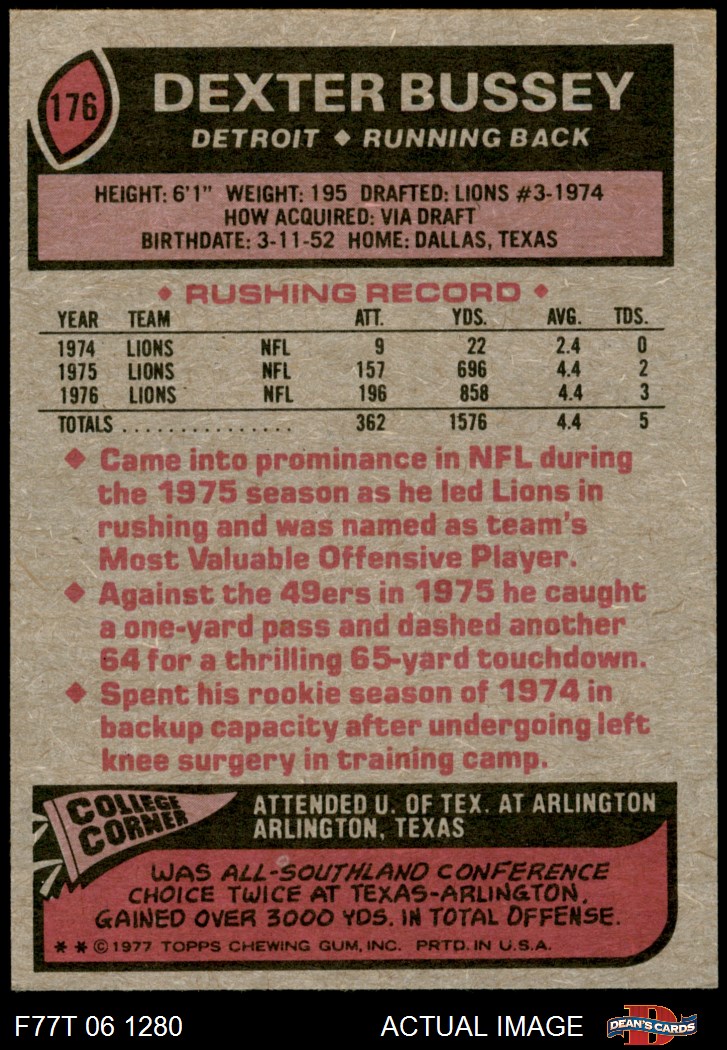 176
DEXTER BUSSEY
DETROIT ◆ RUNNING BACK
HEIGHT: 6'1" WEIGHT: 195 DRAFTED: LIONS #3-1974
HOW ACQUIRED: VIA DRAFT
BIRTHDATE: 3-11-52 HOME: DALLAS, TEXAS
◆ RUSHING RECORD ◆
YEAR TEAM ATT. YDS. AVG. TDS.
1974 LIONS NFL 9 22 2.4 0
1975 LIONS NFL 157 696 4.4 2
1976 LIONS NFL 196 858 4.4 3
TOTALS . . . . . . . . . . . . . . . 362 1576 4.4 5
◆ Came into prominance in NFL during
the 1975 season as he led Lions in
rushing and was named as team's
Most Valuable Offensive Player.
◆ Against the 49ers in 1975 he caught
a one-yard pass and dashed another
64 for a thrilling 65-yard touchdown.
◆ Spent his rookie season of 1974 in
backup capacity after undergoing left
knee surgery in training camp.
COLLEGE
CORNER
ATTENDED U. OF TEX. AT ARLINGTON
ARLINGTON, TEXAS
WAS ALL-SOUTHLAND CONFERENCE
CHOICE TWICE AT TEXAS-ARLINGTON.
GAINED OVER 3000 YDS. IN TOTAL OFFENSE.
* * © 1977 TOPPS CHEWING GUM, INC. PRTD. IN U.S.A.
F77T 06 1280
ACTUAL IMAGE
D
DEAN'S CARDS